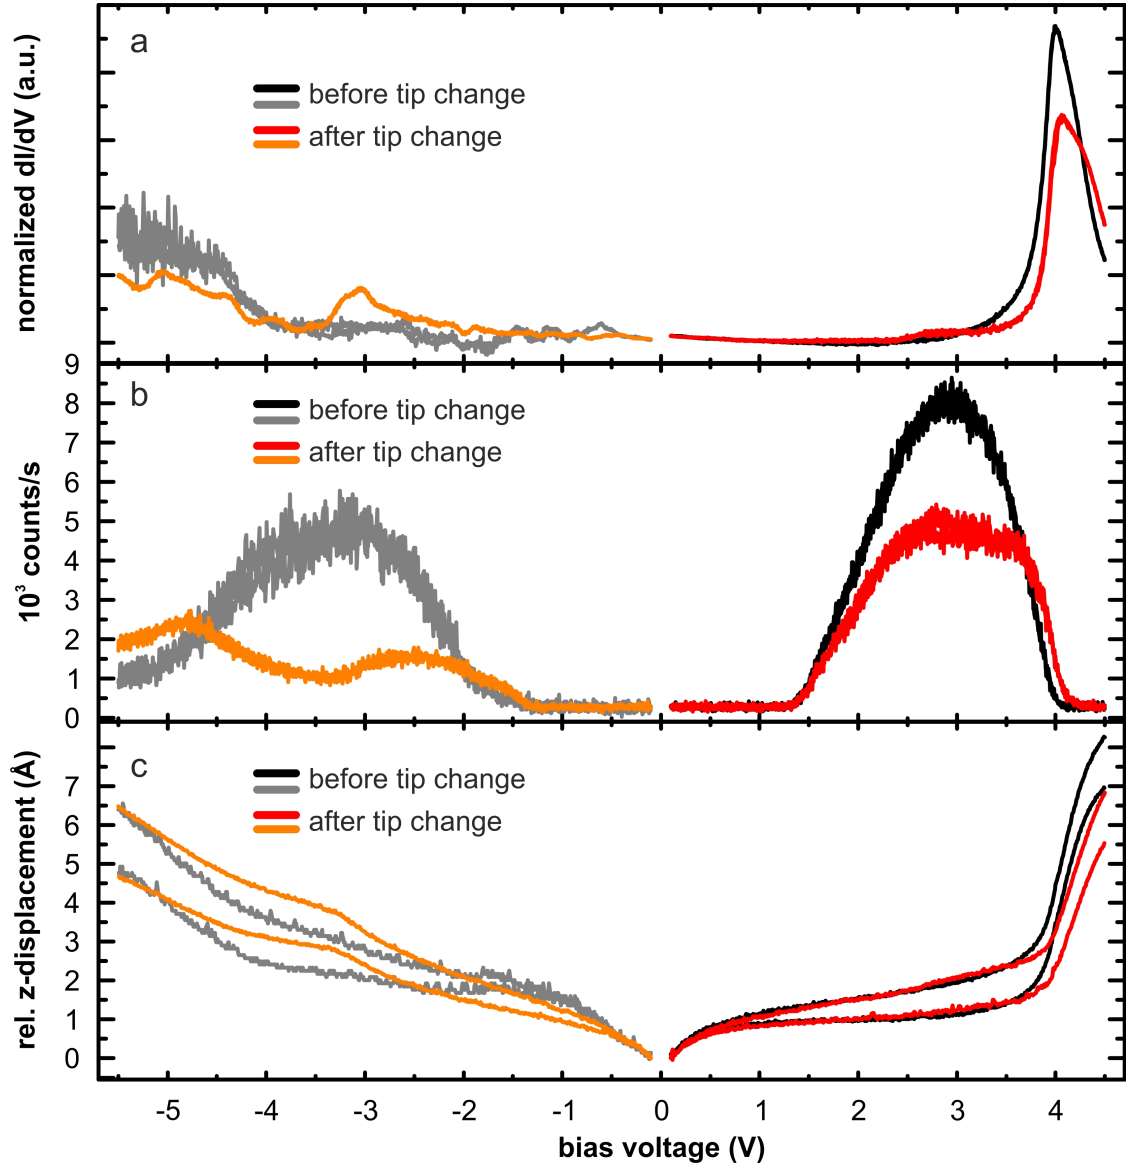 a
before tip change
after tip change
normalized dI/dV (a.u.)
9
b
before tip change
after tip change
8
7
6
5
4
3
2
1
0
10³ counts/s
c
before tip change
after tip change
7
6
5
4
3
2
1
0
rel. z-displacement (Å)
-5 -4 -3 -2 -1 0 1 2 3 4
bias voltage (V)